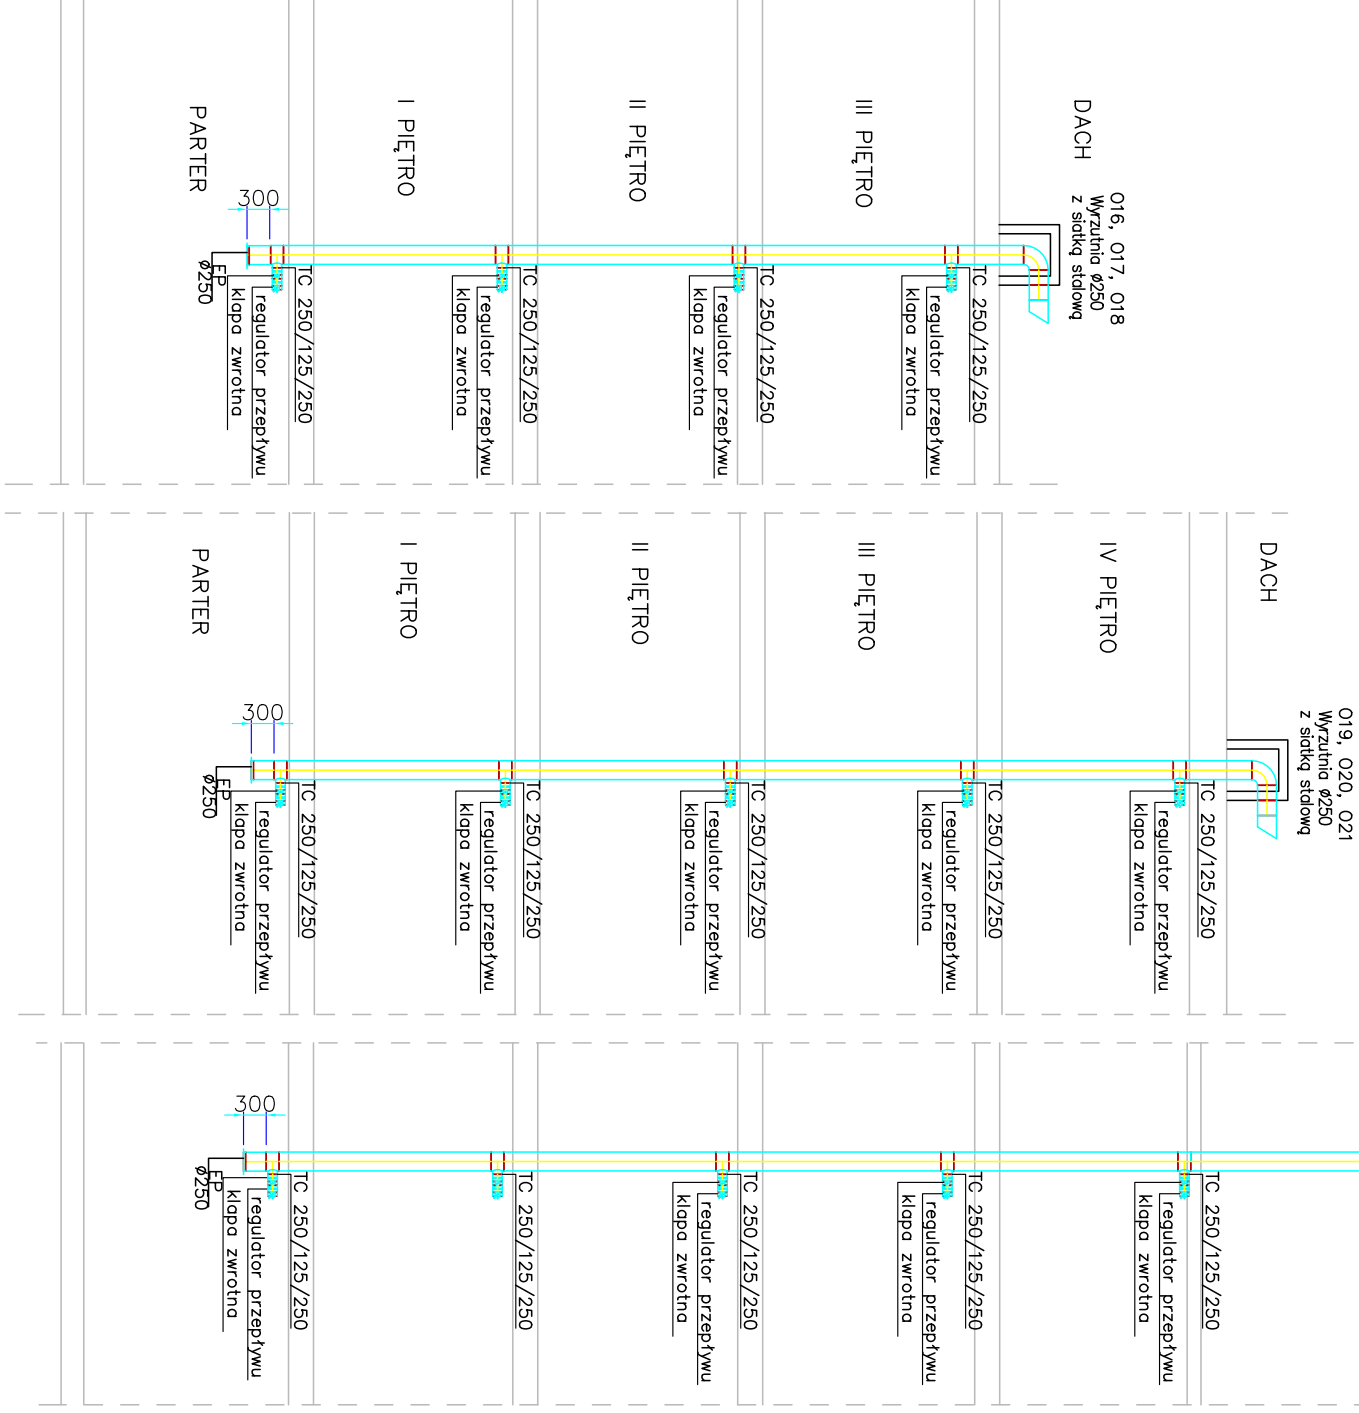 DACH
O16, O17, O18
Wyrzutnia ø250
z siatką stalową
III PIĘTRO
II PIĘTRO
I PIĘTRO
PARTER
300
TC 250/125/250
regulator przepływu
klapa zwrotna
TC 250/125/250
regulator przepływu
klapa zwrotna
TC 250/125/250
regulator przepływu
klapa zwrotna
TC 250/125/250
regulator przepływu
klapa zwrotna
EP
ø250
O19, O20, O21
Wyrzutnia ø250
z siatką stalową
DACH
IV PIĘTRO
III PIĘTRO
II PIĘTRO
I PIĘTRO
PARTER
300
TC 250/125/250
regulator przepływu
klapa zwrotna
TC 250/125/250
regulator przepływu
klapa zwrotna
TC 250/125/250
regulator przepływu
klapa zwrotna
TC 250/125/250
regulator przepływu
klapa zwrotna
TC 250/125/250
regulator przepływu
klapa zwrotna
EP
ø250
300
TC 250/125/250
regulator przepływu
klapa zwrotna
TC 250/125/250
regulator przepływu
klapa zwrotna
TC 250/125/250
regulator przepływu
klapa zwrotna
TC 250/125/250
TC 250/125/250
regulator przepływu
klapa zwrotna
EP
ø250